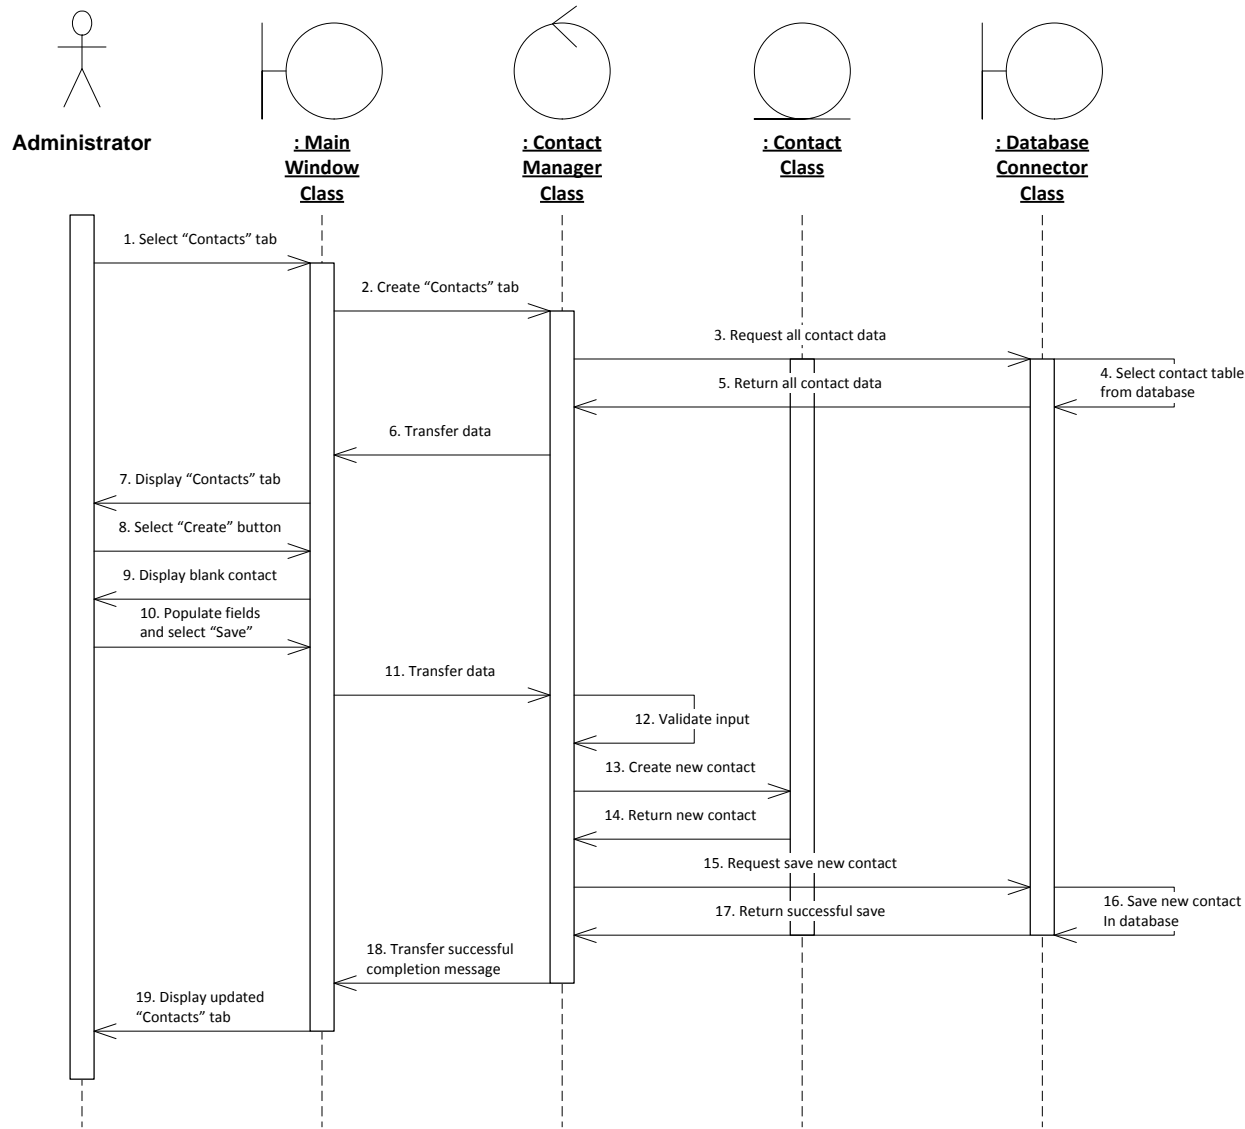 Administrator
: Main
Window
Class
: Contact
Manager
Class
: Contact
Class
: Database
Connector
Class
1. Select “Contacts” tab
2. Create “Contacts” tab
3. Request all contact data
4. Select contact table
from database
5. Return all contact data
6. Transfer data
7. Display “Contacts” tab
8. Select “Create” button
9. Display blank contact
10. Populate fields
and select “Save”
11. Transfer data
12. Validate input
13. Create new contact
14. Return new contact
15. Request save new contact
16. Save new contact
In database
17. Return successful save
18. Transfer successful
completion message
19. Display updated
“Contacts” tab